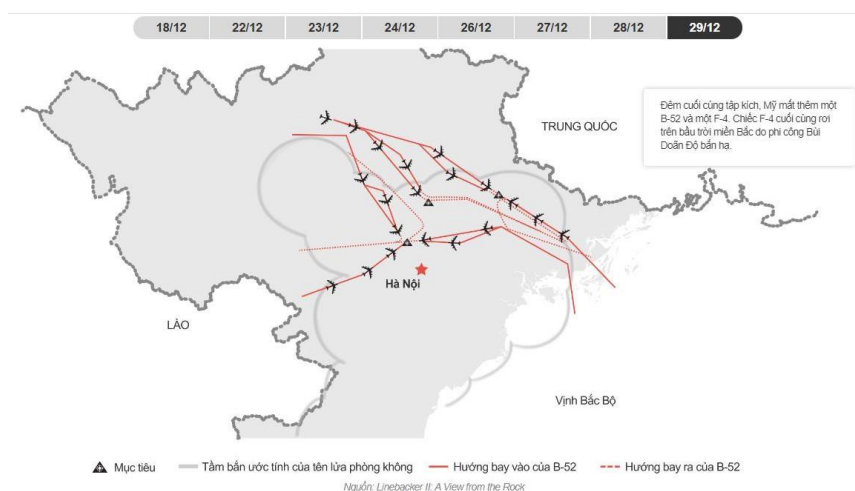 18/12 22/12 23/12 24/12 26/12 27/12 28/12 29/12
Đêm cuối cùng tập kích, Mỹ mất thêm một
B-52 và một F-4. Chiếc F-4 cuối cùng rơi
trên bầu trời miền Bắc do phi công Bùi
Doãn Độ bắn hạ.
TRUNG QUỐC
Hà Nội
LÀO
Vịnh Bắc Bộ
Mục tiêu Tầm bắn ước tính của tên lửa phòng không Hướng bay vào của B-52 Hướng bay ra của B-52
Nguồn: Linebacker II: A View from the Rock